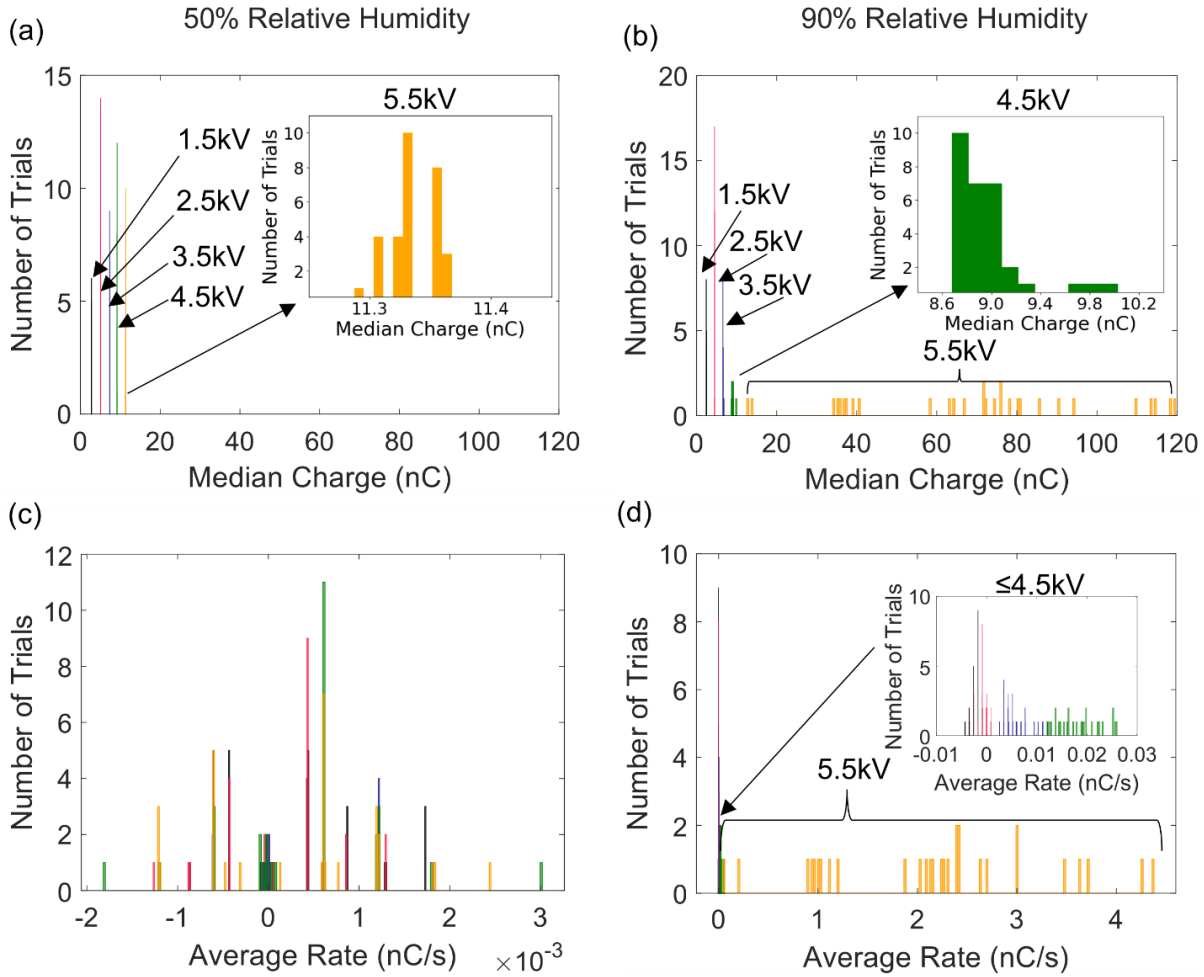 50% Relative Humidity
90% Relative Humidity
(a)
15
10
5
0
Number of Trials
1.5kV
2.5kV
3.5kV
4.5kV
5.5kV
10
8
6
4
2
Number of Trials
11.3
11.4
Median Charge (nC)
0
20
40
60
80
100
120
Median Charge (nC)
(b)
20
15
10
5
0
Number of Trials
1.5kV
2.5kV
3.5kV
4.5kV
10
8
6
4
2
Number of Trials
8.6
9.0
9.4
9.8
10.2
Median Charge (nC)
5.5kV
0
20
40
60
80
100
120
Median Charge (nC)
(c)
12
10
8
6
4
2
0
Number of Trials
-2
-1
0
1
2
3
×10⁻³
Average Rate (nC/s)
(d)
10
8
6
4
2
0
Number of Trials
≤4.5kV
10
5
0
Number of Trials
-0.01
0
0.01
0.02
0.03
Average Rate (nC/s)
5.5kV
0
1
2
3
4
Average Rate (nC/s)